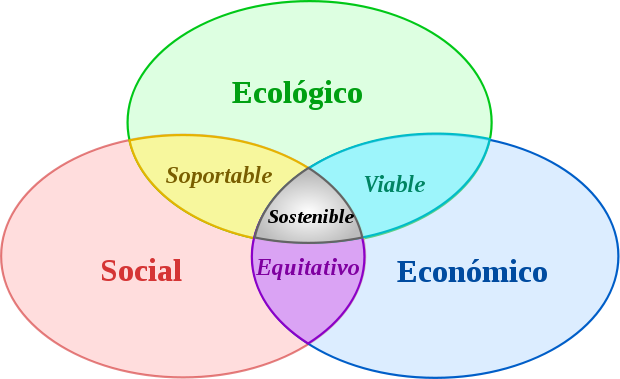 Ecológico
Soportable
Viable
Sostenible
Social
Equitativo
Económico